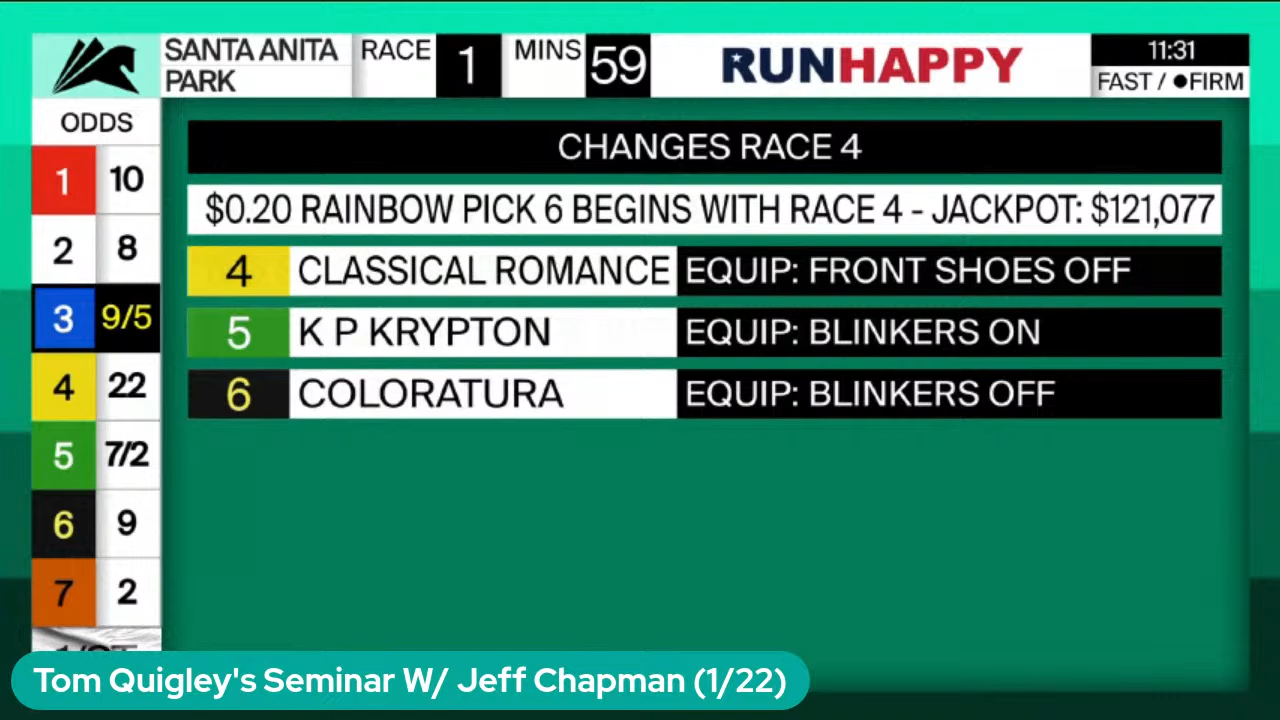 SANTA ANITA
PARK
RACE 1
MINS 59
RUNHAPPY
11:31
FAST / ●FIRM
ODDS
1 10
2 8
3 9/5
4 22
5 7/2
6 9
7 2
CHANGES RACE 4
$0.20 RAINBOW PICK 6 BEGINS WITH RACE 4 - JACKPOT: $121,077
4 CLASSICAL ROMANCE EQUIP: FRONT SHOES OFF
5 K P KRYPTON EQUIP: BLINKERS ON
6 COLORATURA EQUIP: BLINKERS OFF
Tom Quigley's Seminar W/ Jeff Chapman (1/22)